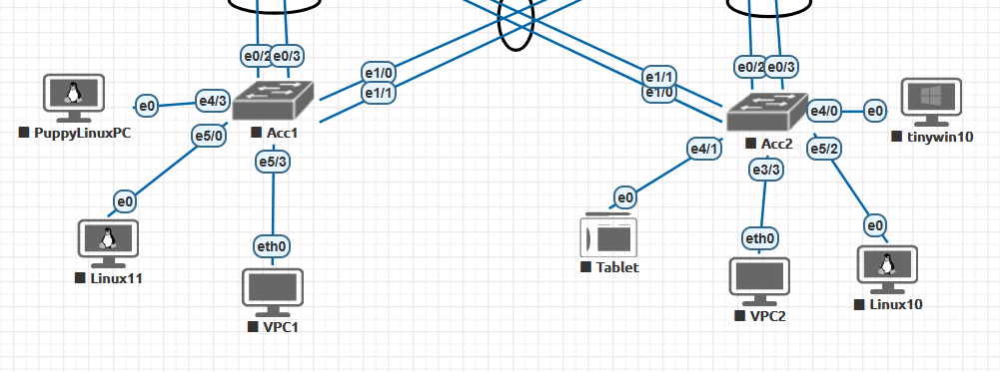 e0/2
e0/3
e0/2
e0/3
e1/0
e1/1
e1/1
e1/0
e0
e4/3
PuppyLinuxPC
Acc1
e5/0
e5/3
e4/0
e0
tinywin10
Acc2
e4/1
e3/3
e5/2
e0
Linux11
eth0
VPC1
e0
Tablet
eth0
VPC2
e0
Linux10